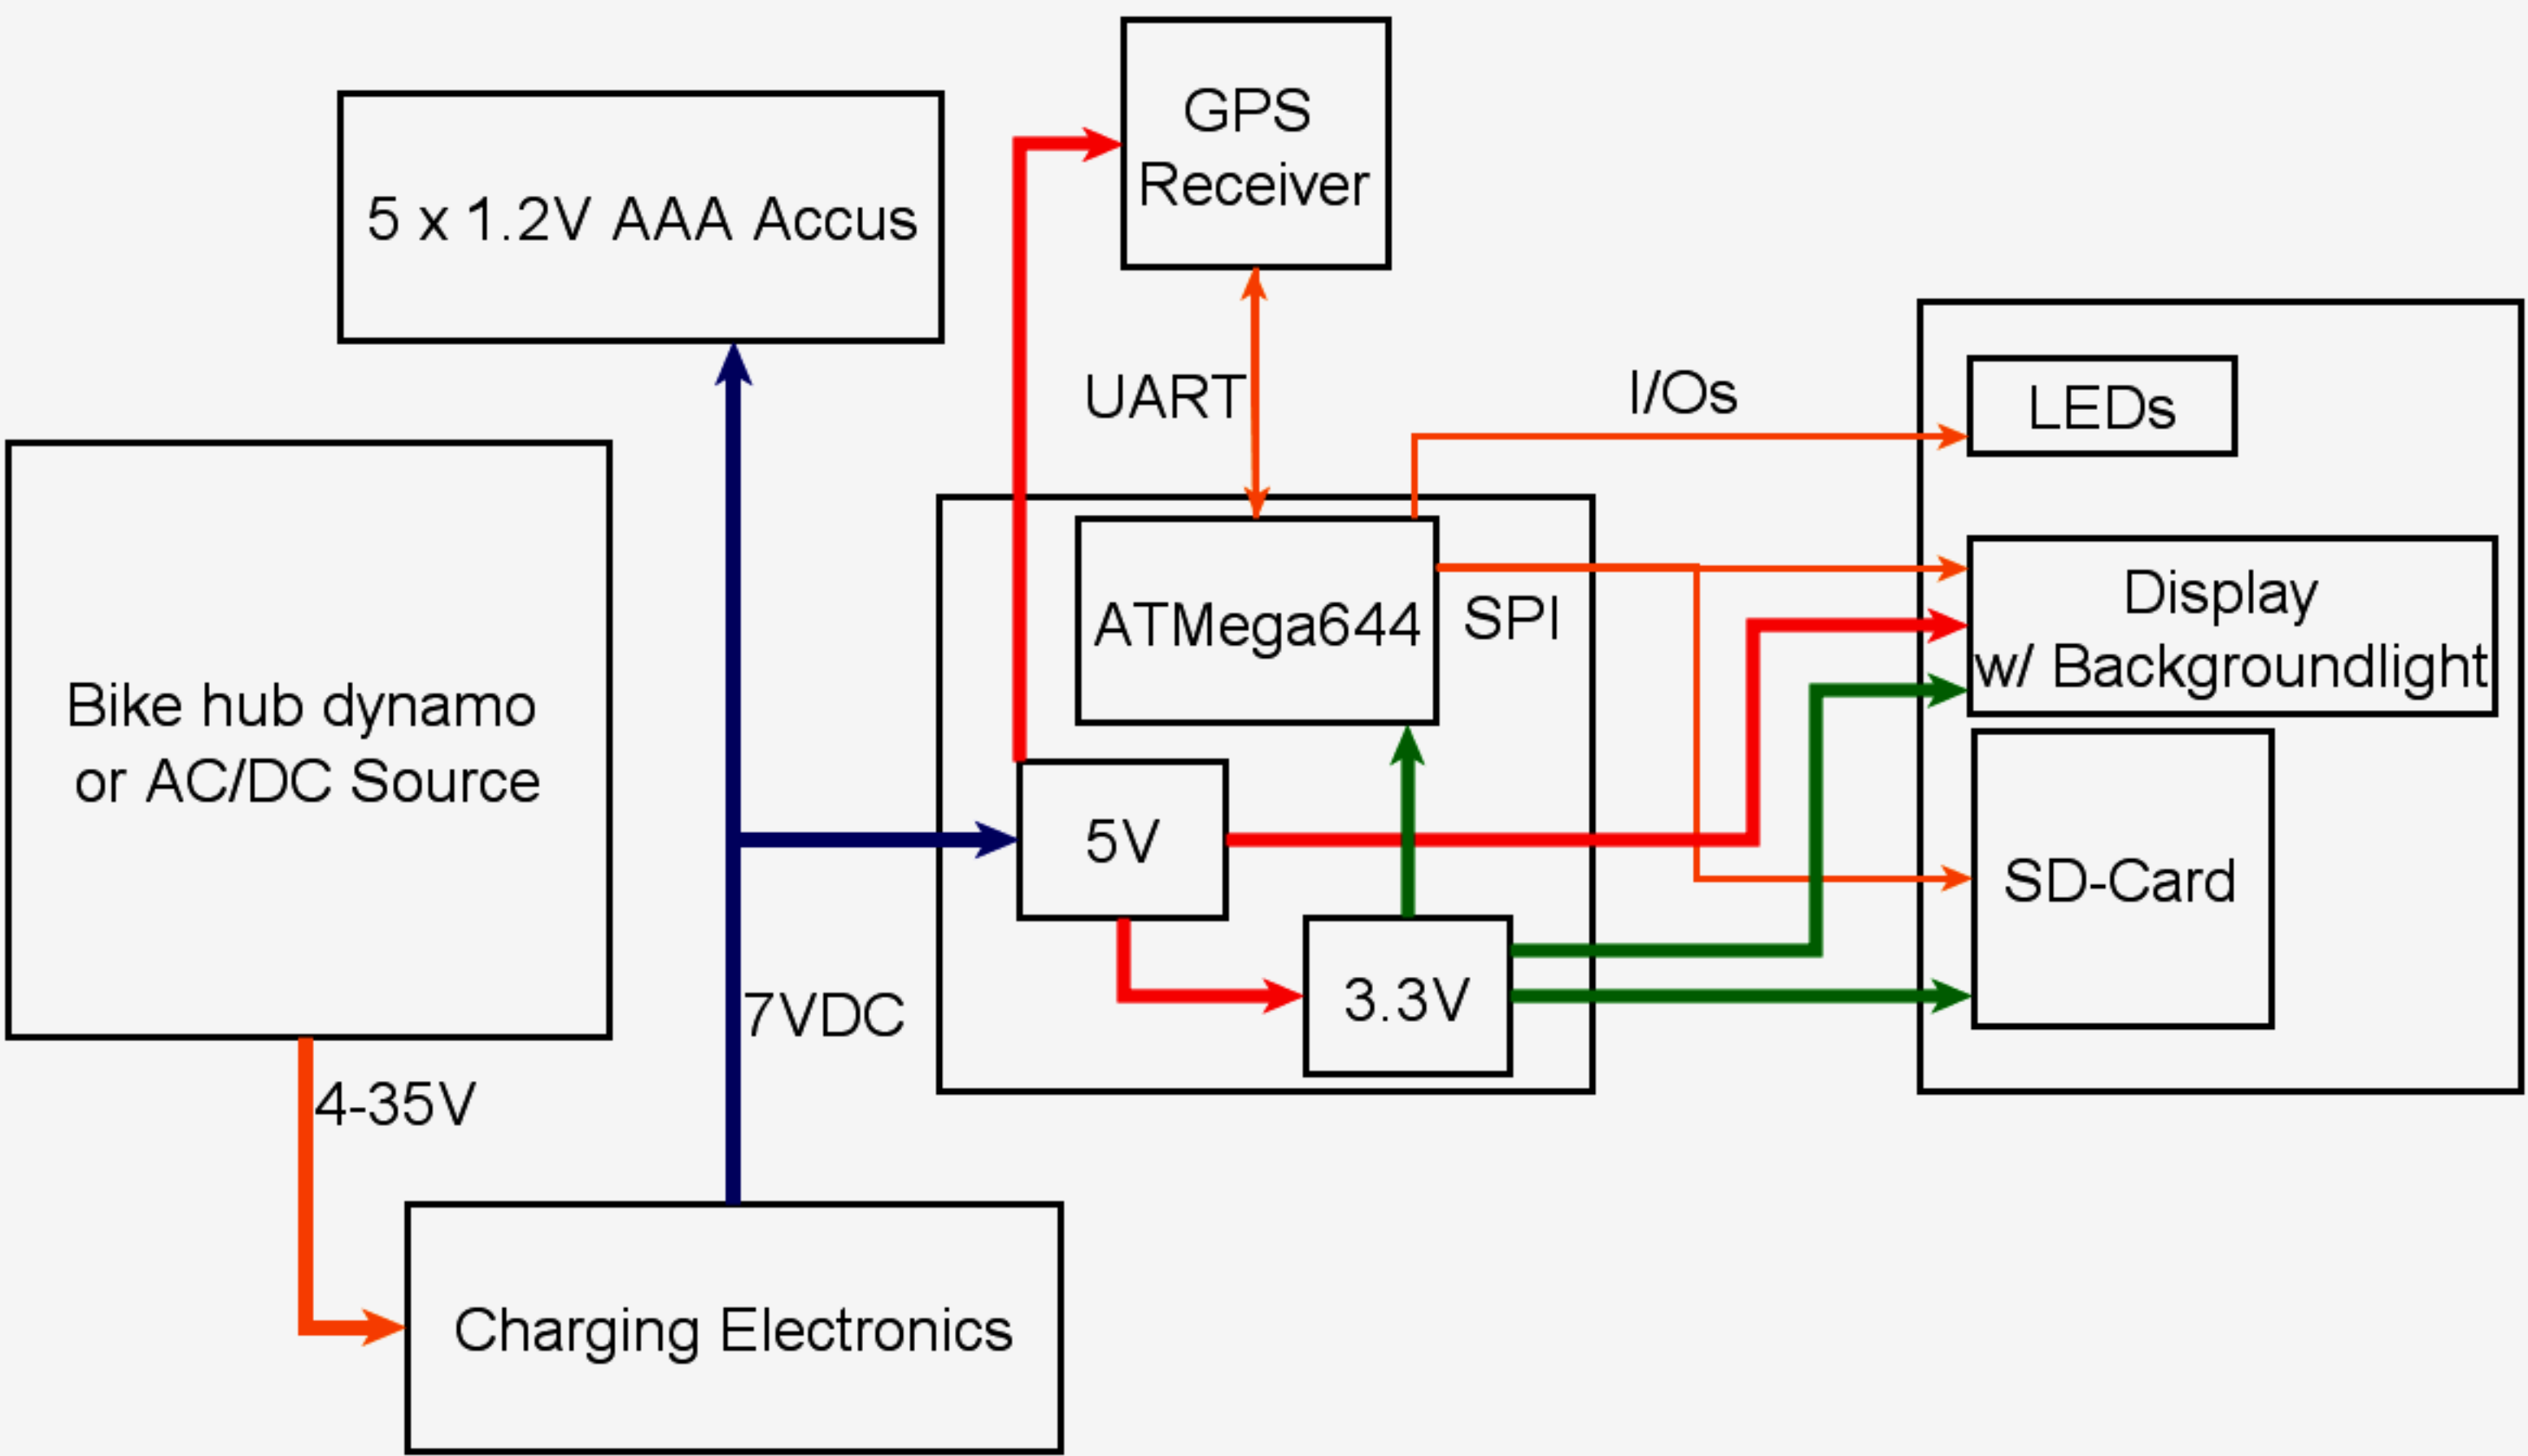 GPS
Receiver
5 x 1.2V AAA Accus
UART
I/Os
LEDs
ATMega644
SPI
Display
w/ Backgroundlight
Bike hub dynamo
or AC/DC Source
5V
SD-Card
3.3V
7VDC
4-35V
Charging Electronics